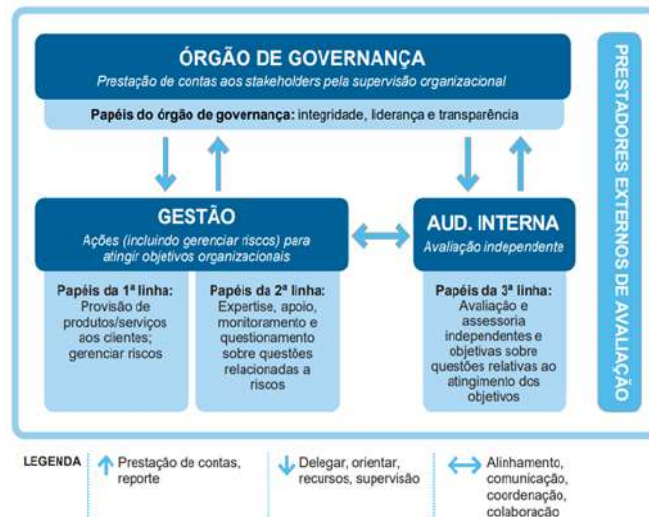 ÓRGÃO DE GOVERNANÇA
Prestação de contas aos stakeholders pela supervisão organizacional
Papéis do órgão de governança: integridade, liderança e transparência
GESTÃO
Ações (incluindo gerenciar riscos) para
atingir objetivos organizacionais
Papéis da 1ª linha:
Provisão de
produtos/serviços
aos clientes;
gerenciar riscos
Papéis da 2ª linha:
Expertise, apoio,
monitoramento e
questionamento
sobre questões
relacionadas a
riscos
AUD. INTERNA
Avaliação independente
Papéis da 3ª linha:
Avaliação e
assessoria
independentes e
objetivas sobre
questões relativas ao
atingimento dos
objetivos
PRESTADORES EXTERNOS DE AVALIAÇÃO
LEGENDA
Prestação de contas,
reporte
Delegar, orientar,
recursos, supervisão
Alinhamento,
comunicação,
coordenação,
colaboração